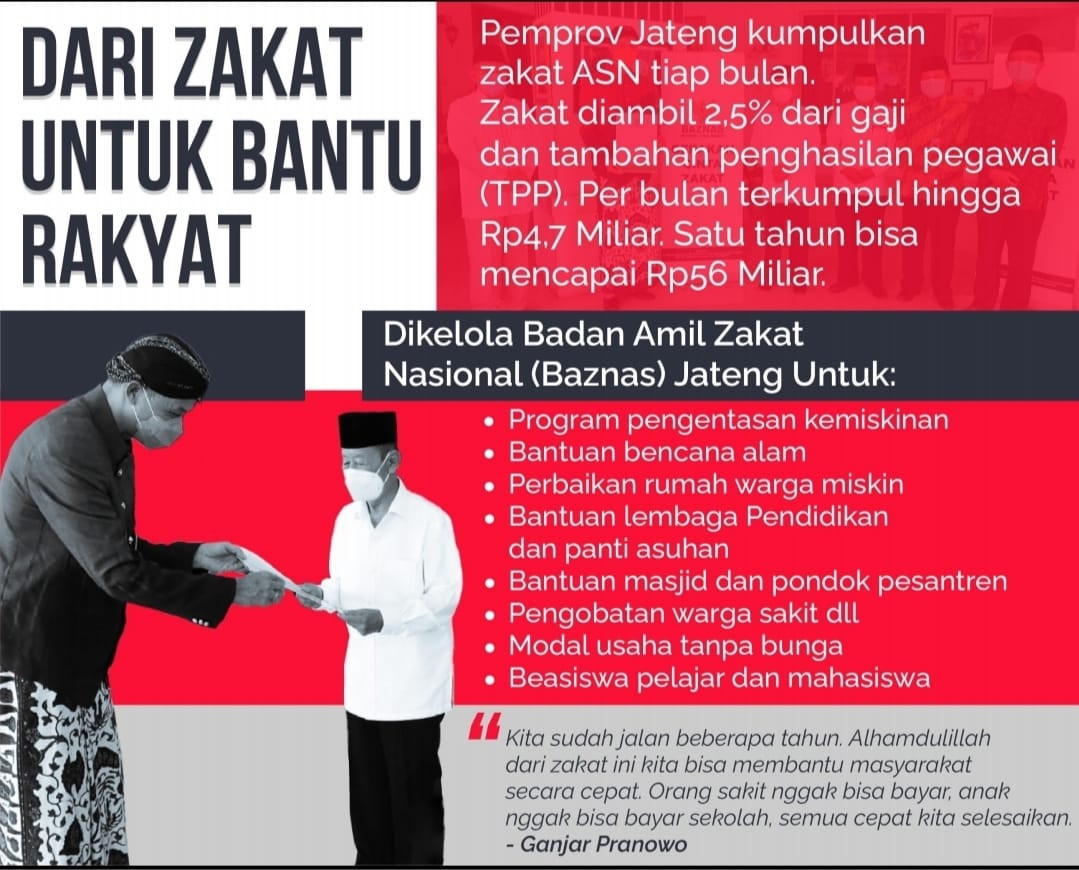 DARI ZAKAT
UNTUK BANTU
RAKYAT
Pemprov Jateng kumpulkan
zakat ASN tiap bulan.
Zakat diambil 2,5% dari gaji
dan tambahan penghasilan pegawai
(TPP). Per bulan terkumpul hingga
Rp4,7 Miliar. Satu tahun bisa
mencapai Rp56 Miliar.
Dikelola Badan Amil Zakat
Nasional (Baznas) Jateng Untuk:
• Program pengentasan kemiskinan
• Bantuan bencana alam
• Perbaikan rumah warga miskin
• Bantuan lembaga Pendidikan
dan panti asuhan
• Bantuan masjid dan pondok pesantren
• Pengobatan warga sakit dll
• Modal usaha tanpa bunga
• Beasiswa pelajar dan mahasiswa
“ Kita sudah jalan beberapa tahun. Alhamdulillah
dari zakat ini kita bisa membantu masyarakat
secara cepat. Orang sakit nggak bisa bayar, anak
nggak bisa bayar sekolah, semua cepat kita selesaikan.
- Ganjar Pranowo